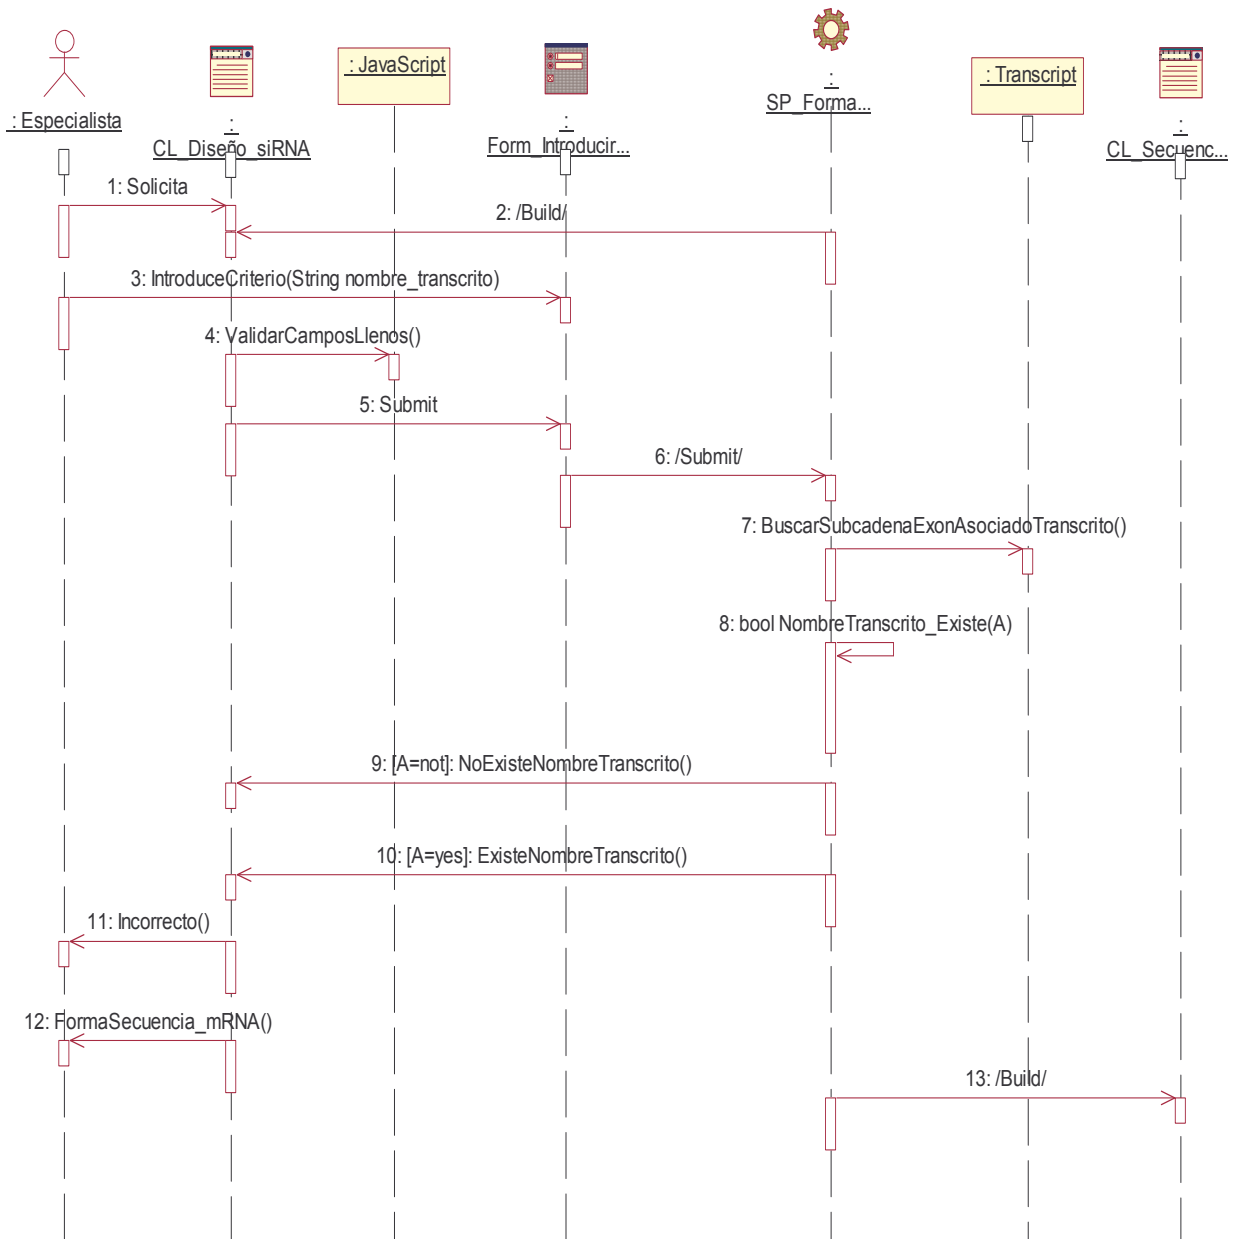 : Especialista
:
CL_Diseño_siRNA
: JavaScript
:
Form_Introducir...
:
SP_Forma...
: Transcript
:
CL_Secuenc...
1: Solicita
2: /Build/
3: IntroduceCriterio(String nombre_transcrito)
4: ValidarCamposLlenos()
5: Submit
6: /Submit/
7: BuscarSubcadenaExonAsociadoTranscrito()
8: bool NombreTranscrito_Existe(A)
9: [A=not]: NoExisteNombreTranscrito()
10: [A=yes]: ExisteNombreTranscrito()
11: Incorrecto()
12: FormaSecuencia_mRNA()
13: /Build/